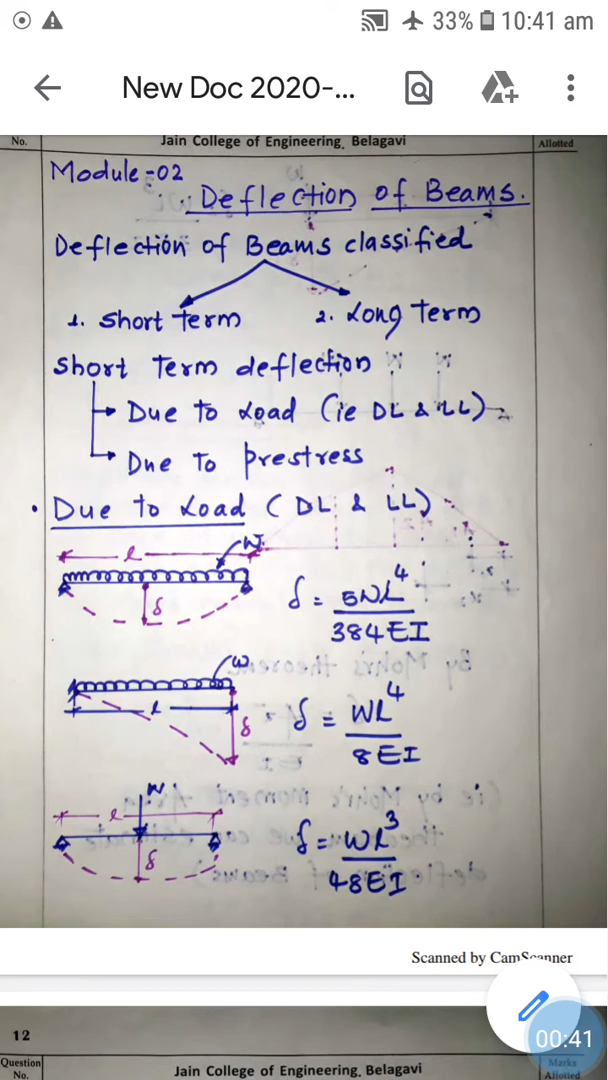 33% 10:41 am
New Doc 2020-...
No. Jain College of Engineering, Belagavi Allotted
Module-02
Deflection of Beams.
Deflection of Beams classified
1. Short Term 2. Long Term
Short Term deflection
Due to Load (ie DL & LL)
Due To prestress
• Due to Load ( DL & LL)
l W
δ δ = 5WL⁴ / 384EI
W
l δ δ = WL⁴ / 8EI
W
l
δ δ = WL³ / 48EI
Scanned by CamScanner
00:41
12
Question No. Jain College of Engineering, Belagavi Marks Allotted